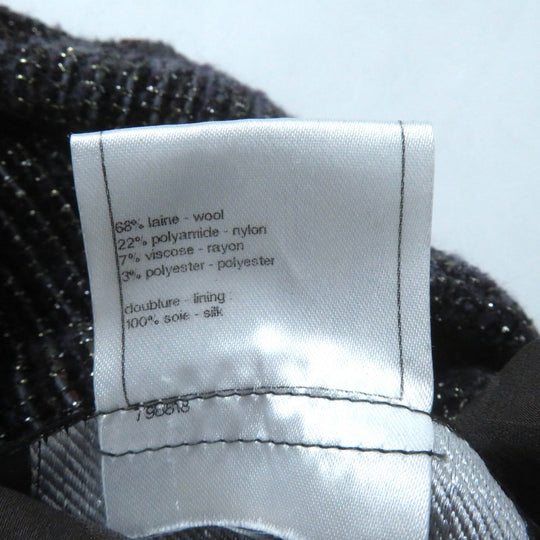 68% laine - wool
22% polyamide - nylon
7% viscose - rayon
3% polyester - polyester
doublure - lining
100% soie - silk